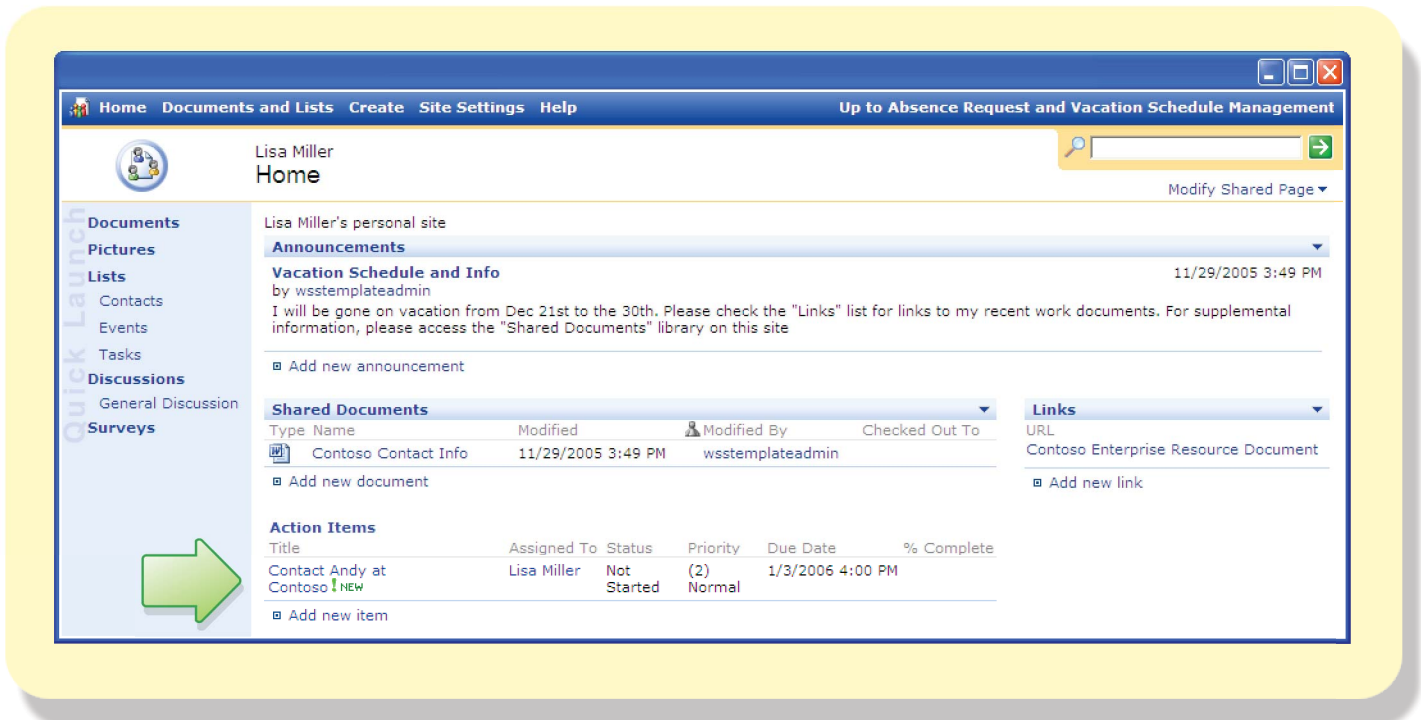 Home Documents and Lists Create Site Settings Help Up to Absence Request and Vacation Schedule Management
Lisa Miller
Home
Modify Shared Page
Quick Launch
Documents
Pictures
Lists
Contacts
Events
Tasks
Discussions
General Discussion
Surveys
Lisa Miller's personal site
Announcements
Vacation Schedule and Info 11/29/2005 3:49 PM
by wsstemplateadmin
I will be gone on vacation from Dec 21st to the 30th. Please check the "Links" list for links to my recent work documents. For supplemental
information, please access the "Shared Documents" library on this site
Add new announcement
Shared Documents
Type Name Modified Modified By Checked Out To
Contoso Contact Info 11/29/2005 3:49 PM wsstemplateadmin
Add new document
Links
URL
Contoso Enterprise Resource Document
Add new link
Action Items
Title Assigned To Status Priority Due Date % Complete
Contact Andy at Lisa Miller Not (2) 1/3/2006 4:00 PM
Contoso ! NEW Started Normal
Add new item